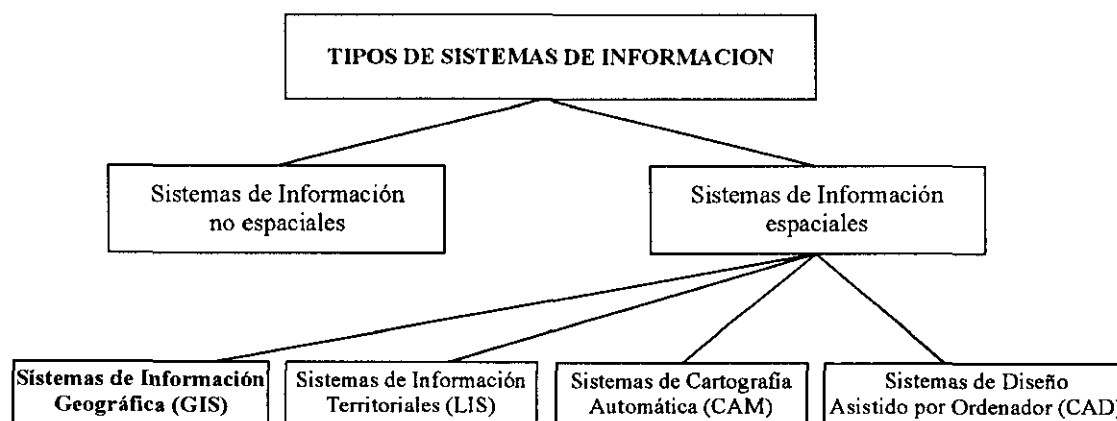 TIPOS DE SISTEMAS DE INFORMACION
Sistemas de Información
no espaciales
Sistemas de Información
espaciales
Sistemas de Información
Geográfica (GIS)
Sistemas de Información
Territoriales (LIS)
Sistemas de Cartografía
Automática (CAM)
Sistemas de Diseño
Asistido por Ordenador (CAD)